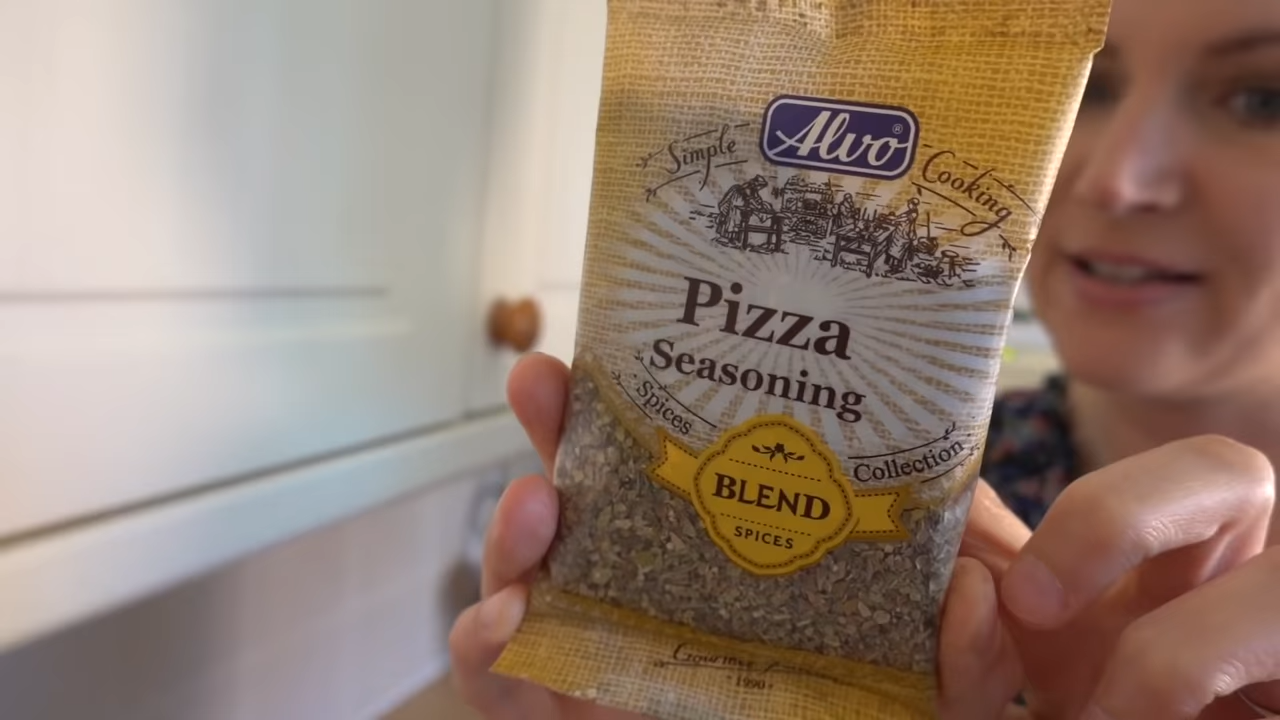 Alvo®
Simple Cooking
Pizza
Seasoning
Spices Collection
BLEND
SPICES
1990